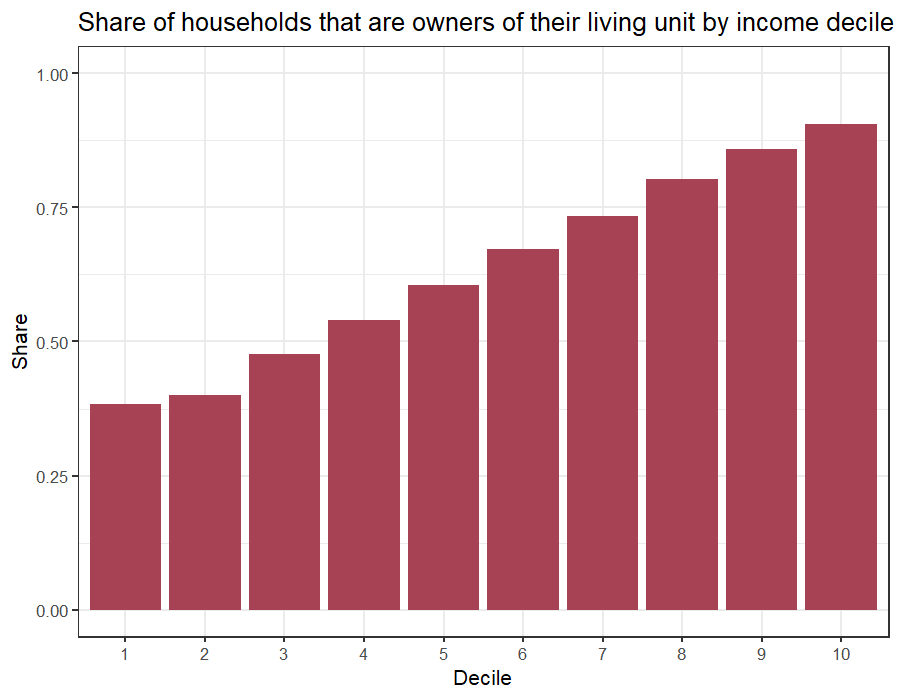 Share of households that are owners of their living unit by income decile
1.00
0.75
0.50
0.25
0.00
Share
1 2 3 4 5 6 7 8 9 10
Decile